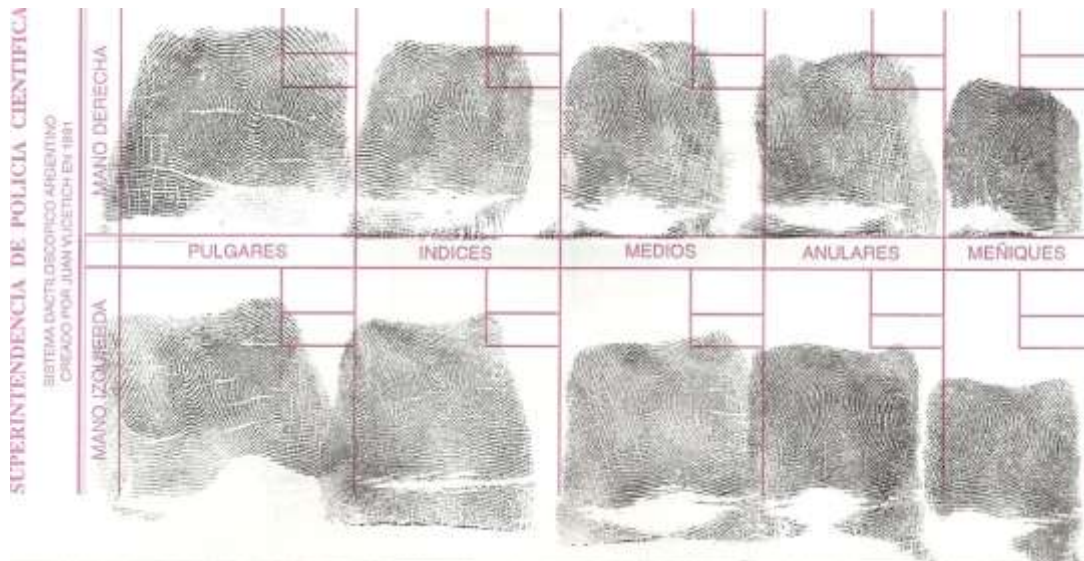 SUPERINTENDENCIA DE POLICIA CIENTIFICA
SISTEMA DACTILOSCOPICO ARGENTINO
CREADO POR JUAN VUCETICH EN 1891
MANO DERECHA
PULGARES
INDICES
MEDIOS
ANULARES
MEÑIQUES
MANO IZQUIERDA